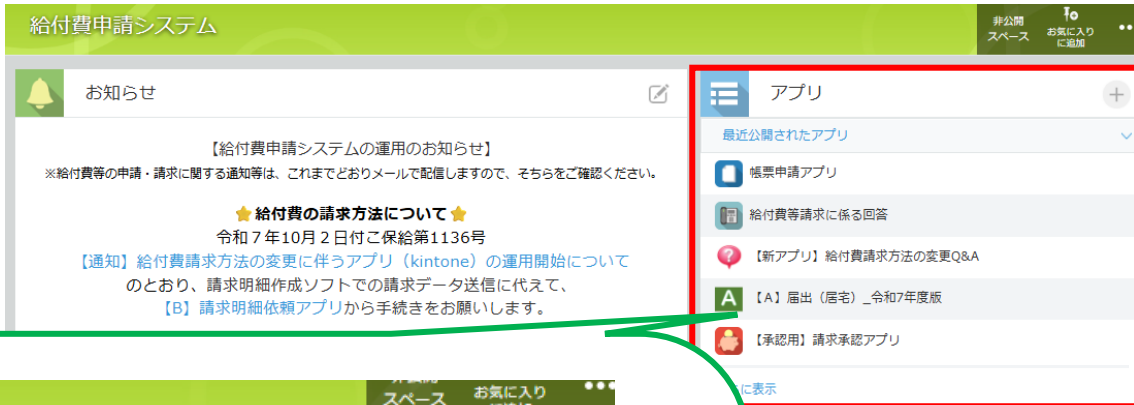 給付費申請システム
非公開
スペース
お気に入り
に追加
お知らせ
【給付費申請システムの運用のお知らせ】
※給付費等の申請・請求に関する通知等は、これまでどおりメールで配信しますので、そちらをご確認ください。
給付費の請求方法について
令和7年10月2日付こ保給第1136号
【通知】給付費請求方法の変更に伴うアプリ（kintone）の運用開始について
のとおり、請求明細作成ソフトでの請求データ送信に代えて、
【B】請求明細依頼アプリから手続きをお願いします。
アプリ
最近公開されたアプリ
帳票申請アプリ
給付費等請求に係る回答
【新アプリ】給付費請求方法の変更Q&A
A 【A】届出（居宅）_令和7年度版
【承認用】請求承認アプリ
に表示
スペース
お気に入り